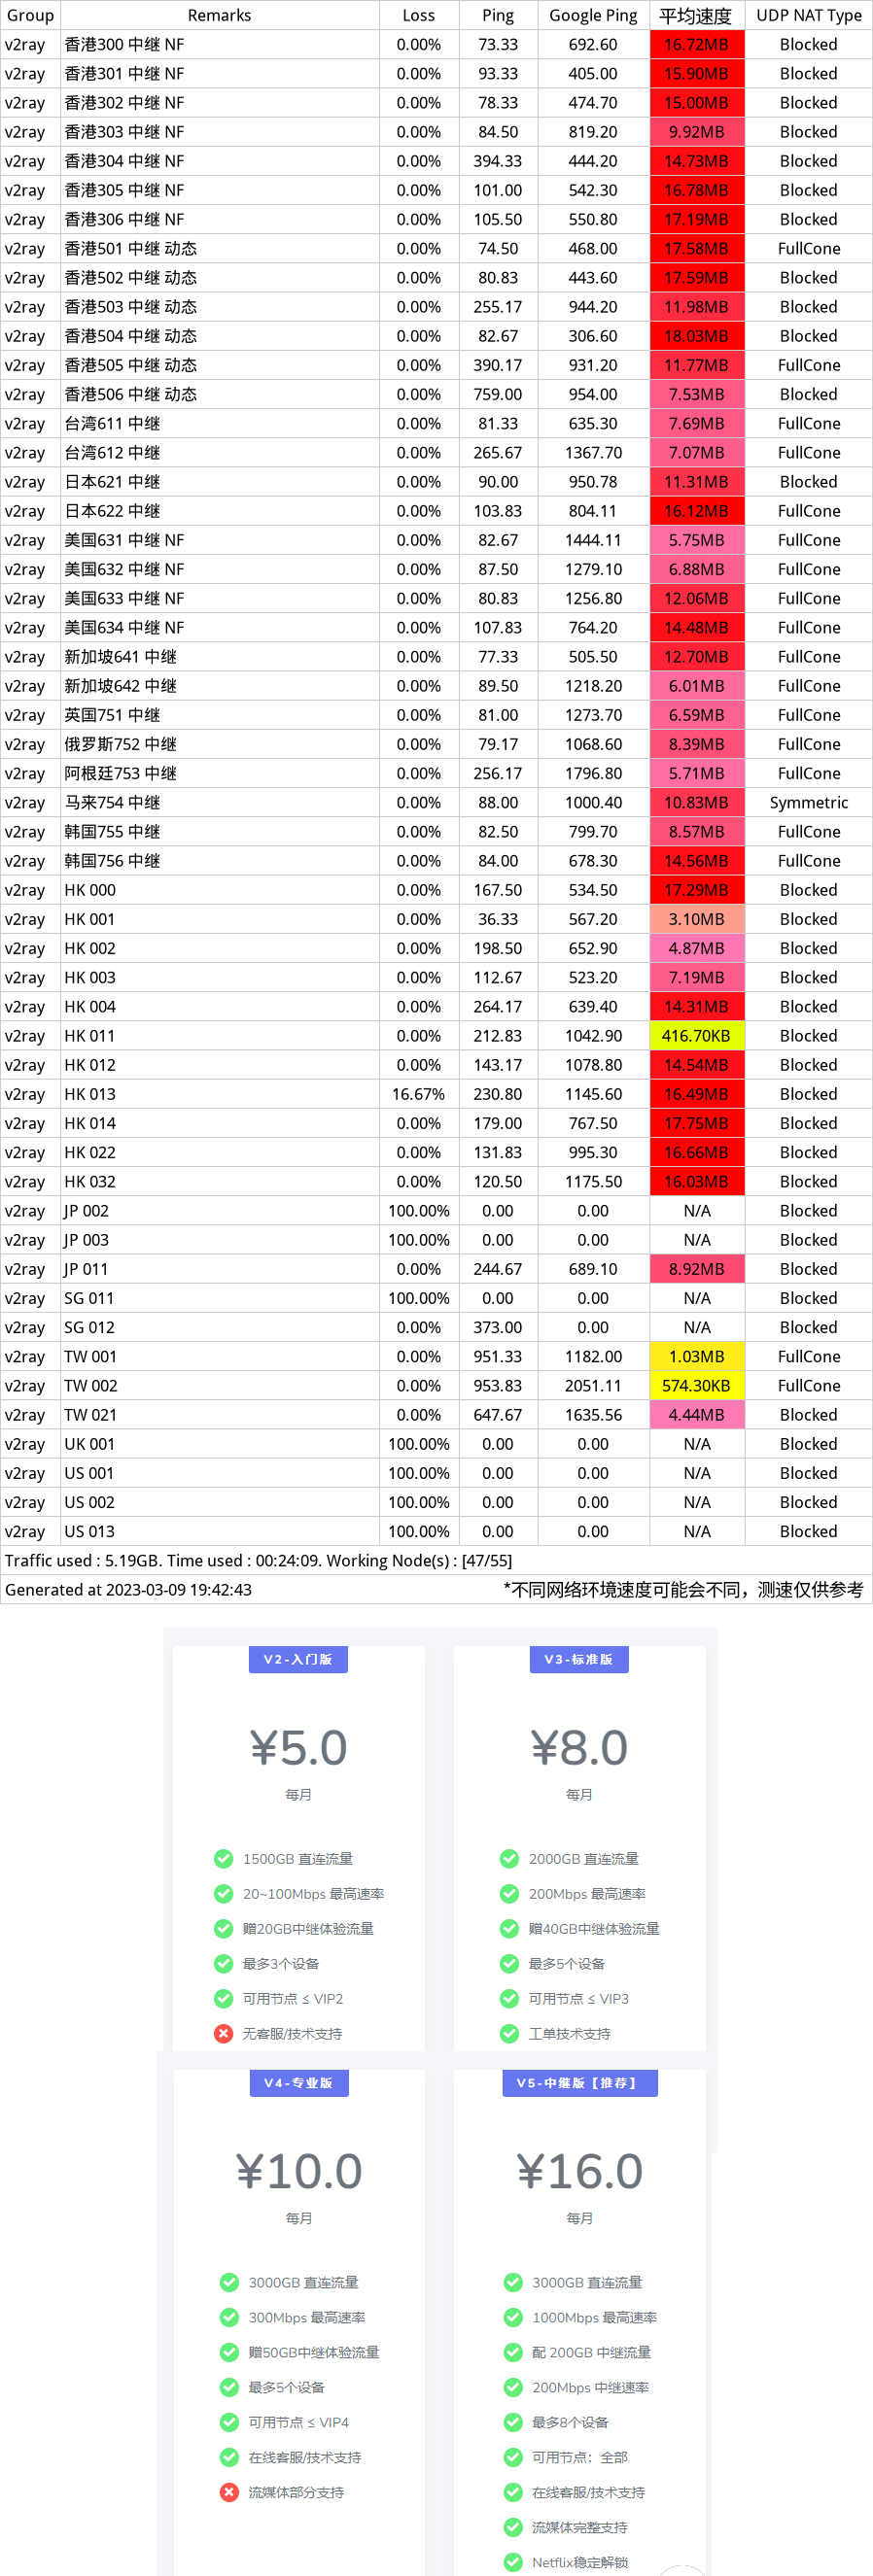 Group Remarks Loss Ping Google Ping 平均速度 UDP NAT Type
v2ray 香港300 中继 NF 0.00% 73.33 692.60 16.72MB Blocked
v2ray 香港301 中继 NF 0.00% 93.33 405.00 15.90MB Blocked
v2ray 香港302 中继 NF 0.00% 78.33 474.70 15.00MB Blocked
v2ray 香港303 中继 NF 0.00% 84.50 819.20 9.92MB Blocked
v2ray 香港304 中继 NF 0.00% 394.33 444.20 14.73MB Blocked
v2ray 香港305 中继 NF 0.00% 101.00 542.30 16.78MB Blocked
v2ray 香港306 中继 NF 0.00% 105.50 550.80 17.19MB Blocked
v2ray 香港501 中继 动态 0.00% 74.50 468.00 17.58MB FullCone
v2ray 香港502 中继 动态 0.00% 80.83 443.60 17.59MB Blocked
v2ray 香港503 中继 动态 0.00% 255.17 944.20 11.98MB Blocked
v2ray 香港504 中继 动态 0.00% 82.67 306.60 18.03MB Blocked
v2ray 香港505 中继 动态 0.00% 390.17 931.20 11.77MB FullCone
v2ray 香港506 中继 动态 0.00% 759.00 954.00 7.53MB Blocked
v2ray 台湾611 中继 0.00% 81.33 635.30 7.69MB FullCone
v2ray 台湾612 中继 0.00% 265.67 1367.70 7.07MB FullCone
v2ray 日本621 中继 0.00% 90.00 950.78 11.31MB Blocked
v2ray 日本622 中继 0.00% 103.83 804.11 16.12MB FullCone
v2ray 美国631 中继 NF 0.00% 82.67 1444.11 5.75MB FullCone
v2ray 美国632 中继 NF 0.00% 87.50 1279.10 6.88MB FullCone
v2ray 美国633 中继 NF 0.00% 80.83 1256.80 12.06MB FullCone
v2ray 美国634 中继 NF 0.00% 107.83 764.20 14.48MB FullCone
v2ray 新加坡641 中继 0.00% 77.33 505.50 12.70MB FullCone
v2ray 新加坡642 中继 0.00% 89.50 1218.20 6.01MB FullCone
v2ray 英国751 中继 0.00% 81.00 1273.70 6.59MB FullCone
v2ray 俄罗斯752 中继 0.00% 79.17 1068.60 8.39MB FullCone
v2ray 阿根廷753 中继 0.00% 256.17 1796.80 5.71MB FullCone
v2ray 马来754 中继 0.00% 88.00 1000.40 10.83MB Symmetric
v2ray 韩国755 中继 0.00% 82.50 799.70 8.57MB FullCone
v2ray 韩国756 中继 0.00% 84.00 678.30 14.56MB FullCone
v2ray HK 000 0.00% 167.50 534.50 17.29MB Blocked
v2ray HK 001 0.00% 36.33 567.20 3.10MB Blocked
v2ray HK 002 0.00% 198.50 652.90 4.87MB Blocked
v2ray HK 003 0.00% 112.67 523.20 7.19MB Blocked
v2ray HK 004 0.00% 264.17 639.40 14.31MB Blocked
v2ray HK 011 0.00% 212.83 1042.90 416.70KB Blocked
v2ray HK 012 0.00% 143.17 1078.80 14.54MB Blocked
v2ray HK 013 16.67% 230.80 1145.60 16.49MB Blocked
v2ray HK 014 0.00% 179.00 767.50 17.75MB Blocked
v2ray HK 022 0.00% 131.83 995.30 16.66MB Blocked
v2ray HK 032 0.00% 120.50 1175.50 16.03MB Blocked
v2ray JP 002 100.00% 0.00 0.00 N/A Blocked
v2ray JP 003 100.00% 0.00 0.00 N/A Blocked
v2ray JP 011 0.00% 244.67 689.10 8.92MB Blocked
v2ray SG 011 100.00% 0.00 0.00 N/A Blocked
v2ray SG 012 0.00% 373.00 0.00 N/A Blocked
v2ray TW 001 0.00% 951.33 1182.00 1.03MB FullCone
v2ray TW 002 0.00% 953.83 2051.11 574.30KB FullCone
v2ray TW 021 0.00% 647.67 1635.56 4.44MB Blocked
v2ray UK 001 100.00% 0.00 0.00 N/A Blocked
v2ray US 001 100.00% 0.00 0.00 N/A Blocked
v2ray US 002 100.00% 0.00 0.00 N/A Blocked
v2ray US 013 100.00% 0.00 0.00 N/A Blocked
Traffic used : 5.19GB. Time used : 00:24:09. Working Node(s) : [47/55]
Generated at 2023-03-09 19:42:43 *不同网络环境速度可能会不同，测速仅供参考
V2-入门版
¥5.0
每月
1500GB 直连流量
20~100Mbps 最高速率
赠20GB中继体验流量
最多3个设备
可用节点 ≤ VIP2
无客服/技术支持
V3-标准版
¥8.0
每月
2000GB 直连流量
200Mbps 最高速率
赠40GB中继体验流量
最多5个设备
可用节点 ≤ VIP3
工单技术支持
V4-专业版
¥10.0
每月
3000GB 直连流量
300Mbps 最高速率
赠50GB中继体验流量
最多5个设备
可用节点 ≤ VIP4
在线客服/技术支持
流媒体部分支持
V5-中继版【推荐】
¥16.0
每月
3000GB 直连流量
1000Mbps 最高速率
配 200GB 中继流量
200Mbps 中继速率
最多8个设备
可用节点：全部
在线客服/技术支持
流媒体完整支持
Netflix稳定解锁